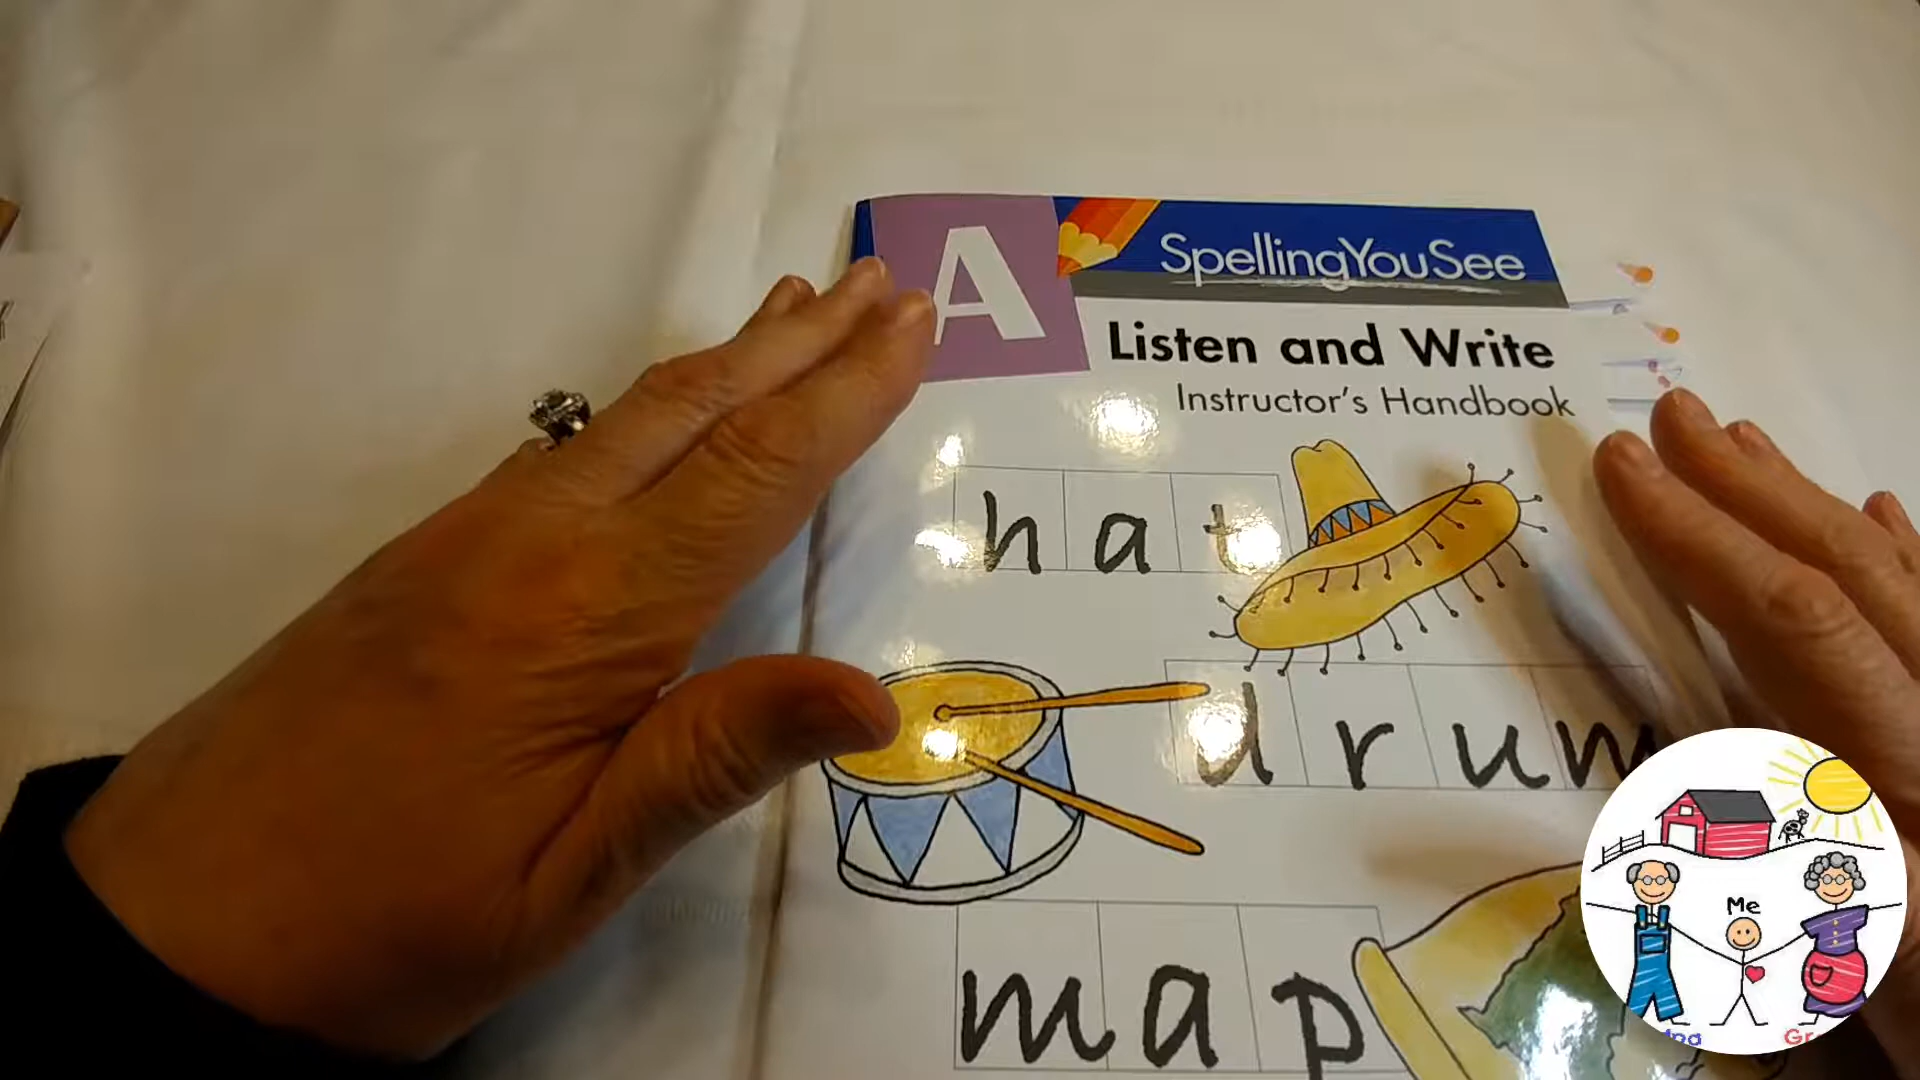 A
SpellingYouSee
Listen and Write
Instructor's Handbook
hat
drum
map
Me